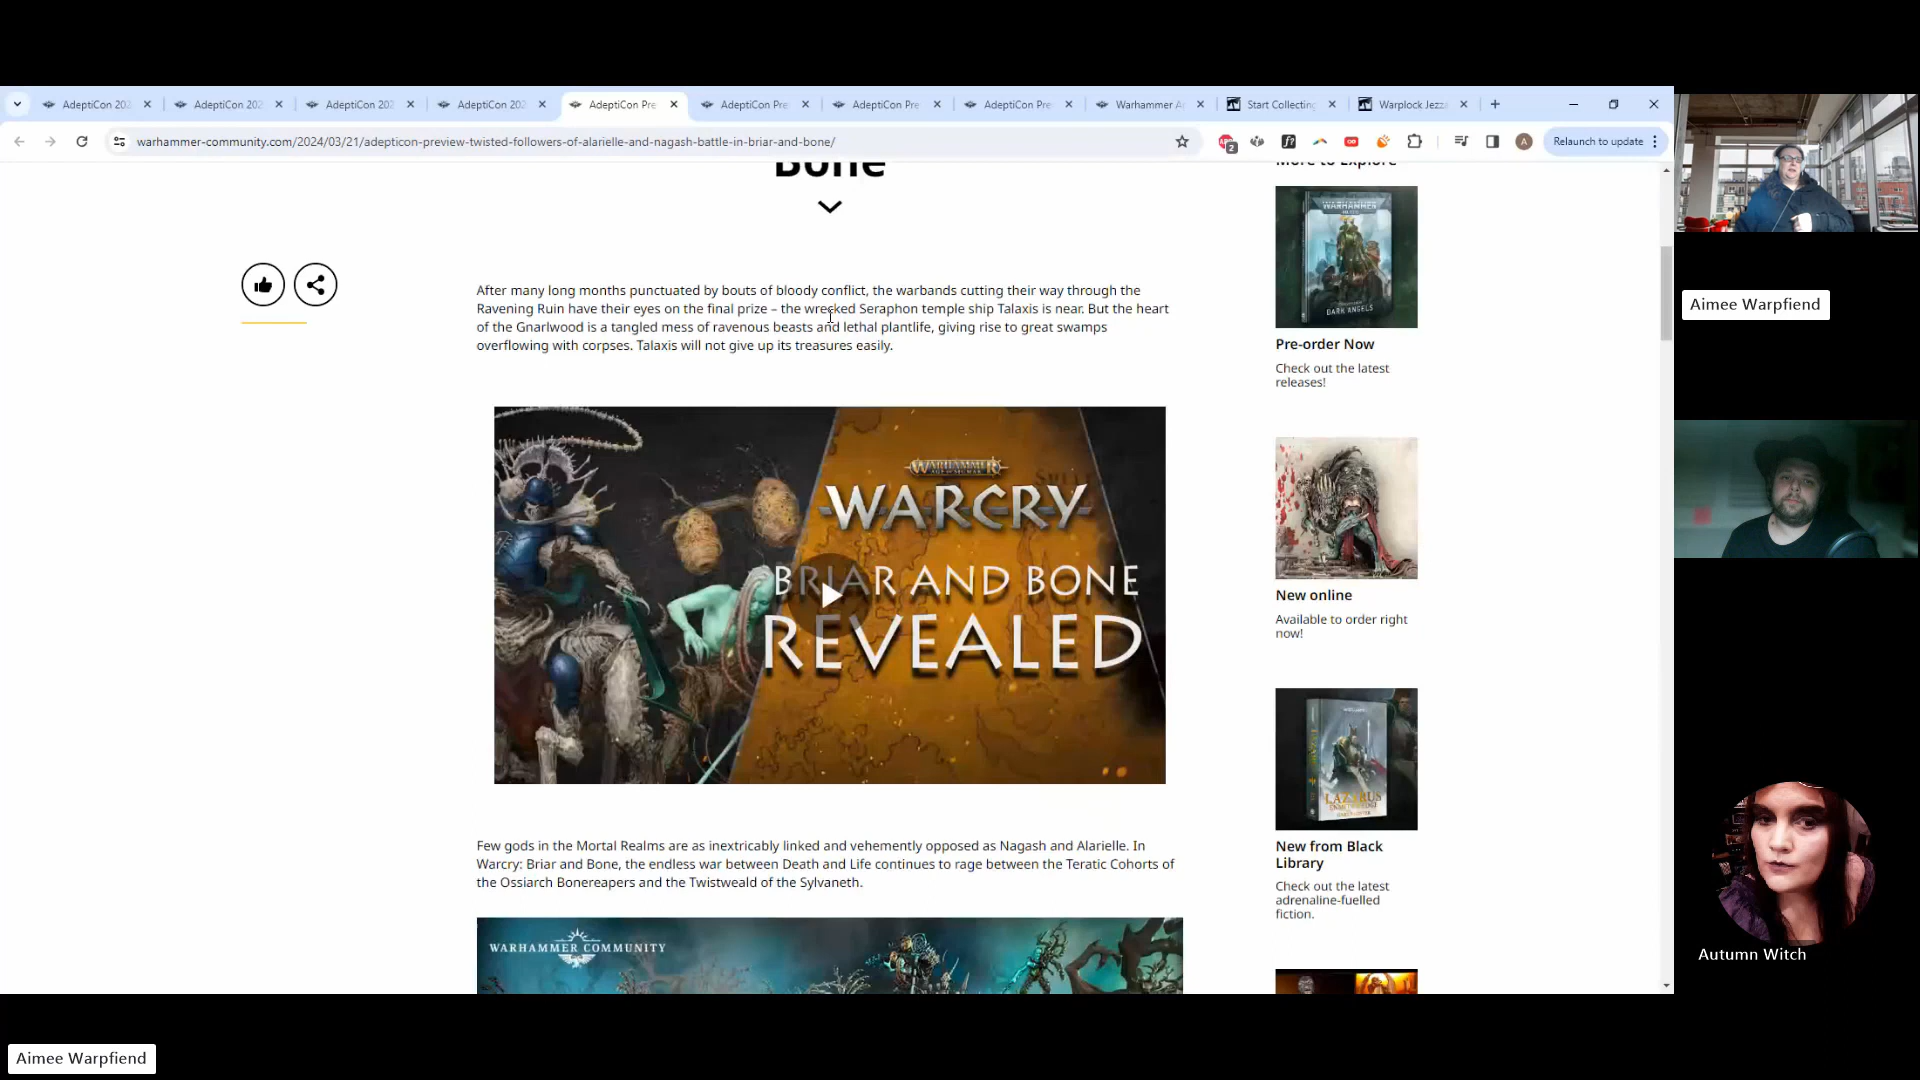 AdeptiCon 202
AdeptiCon 202
AdeptiCon 202
AdeptiCon 202
AdeptiCon Pre
AdeptiCon Pre
AdeptiCon Pre
AdeptiCon Pre
Warhammer A
Start Collecting
Warplock Jezza
warhammer-community.com/2024/03/21/adepticon-preview-twisted-followers-of-alarielle-and-nagash-battle-in-briar-and-bone/
2
A
Relaunch to update
Bone
After many long months punctuated by bouts of bloody conflict, the warbands cutting their way through the
Ravening Ruin have their eyes on the final prize – the wrecked Seraphon temple ship Talaxis is near. But the heart
of the Gnarlwood is a tangled mess of ravenous beasts and lethal plantlife, giving rise to great swamps
overflowing with corpses. Talaxis will not give up its treasures easily.
WARHAMMER
WARCRY
BRIAR AND BONE
REVEALED
Few gods in the Mortal Realms are as inextricably linked and vehemently opposed as Nagash and Alarielle. In
Warcry: Briar and Bone, the endless war between Death and Life continues to rage between the Teratic Cohorts of
the Ossiarch Bonereapers and the Twistweald of the Sylvaneth.
WARHAMMER COMMUNITY
More to Explore
WARHAMMER
DARK ANGELS
Pre-order Now
Check out the latest
releases!
New online
Available to order right
now!
LAZARUS
New from Black
Library
Check out the latest
adrenaline-fuelled
fiction.
Aimee Warpfiend
Autumn Witch
Aimee Warpfiend